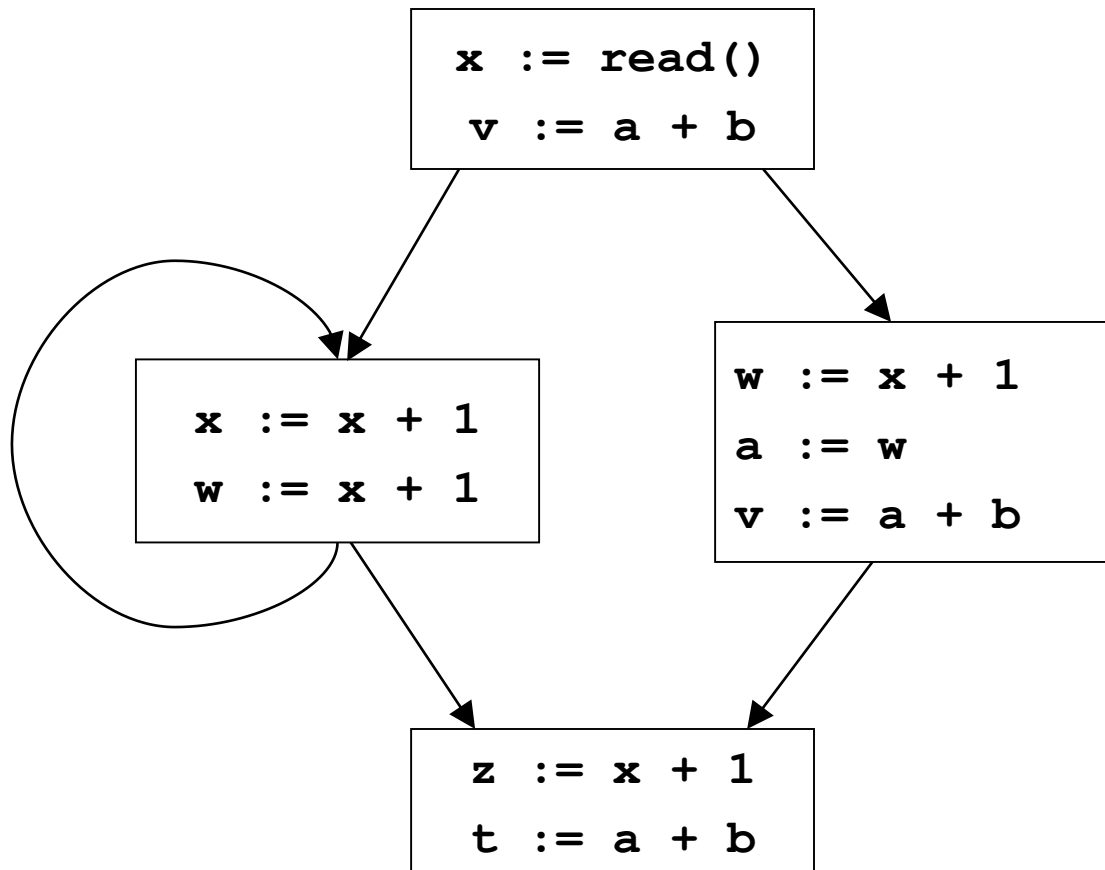 x := read()
v := a + b
x := x + 1
w := x + 1
w := x + 1
a := w
v := a + b
z := x + 1
t := a + b